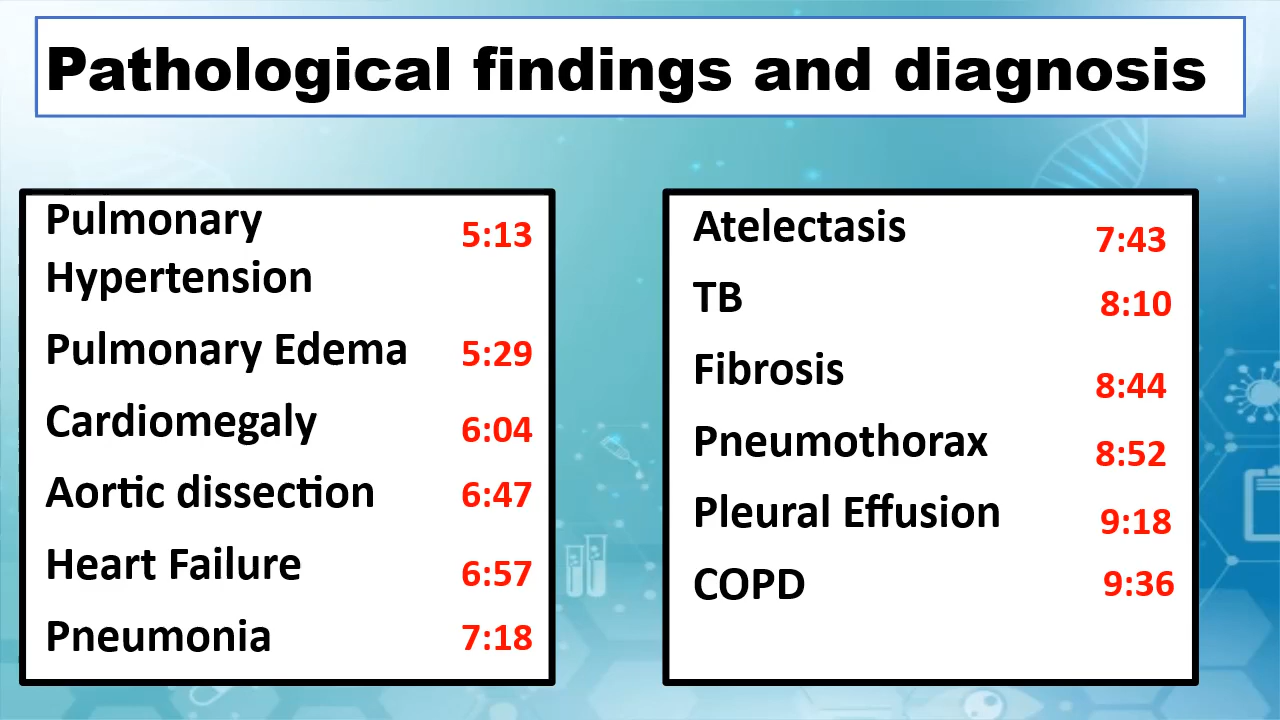 Pathological findings and diagnosis
Pulmonary 5:13
Hypertension
Pulmonary Edema 5:29
Cardiomegaly 6:04
Aortic dissection 6:47
Heart Failure 6:57
Pneumonia 7:18
Atelectasis 7:43
TB 8:10
Fibrosis 8:44
Pneumothorax 8:52
Pleural Effusion 9:18
COPD 9:36